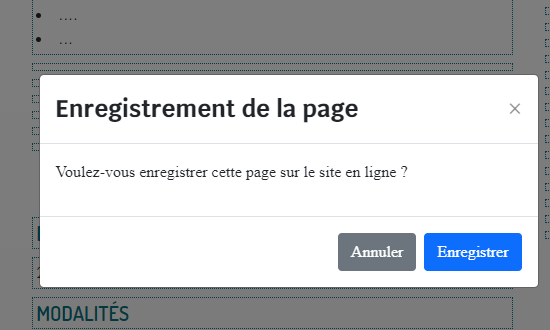 ....
...
Enregistrement de la page
×
Voulez-vous enregistrer cette page sur le site en ligne ?
Annuler
Enregistrer
MODALITÉS